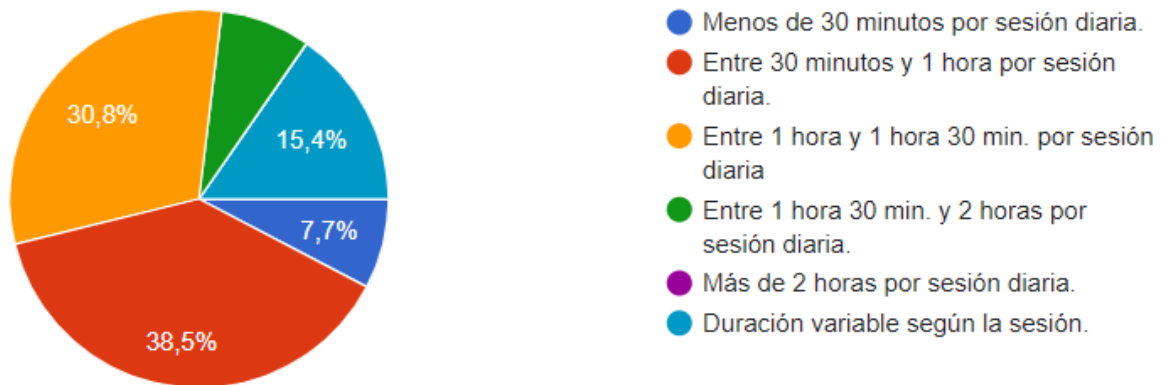 30,8%
15,4%
7,7%
38,5%
Menos de 30 minutos por sesión diaria.
Entre 30 minutos y 1 hora por sesión
diaria.
Entre 1 hora y 1 hora 30 min. por sesión
diaria
Entre 1 hora 30 min. y 2 horas por
sesión diaria.
Más de 2 horas por sesión diaria.
Duración variable según la sesión.